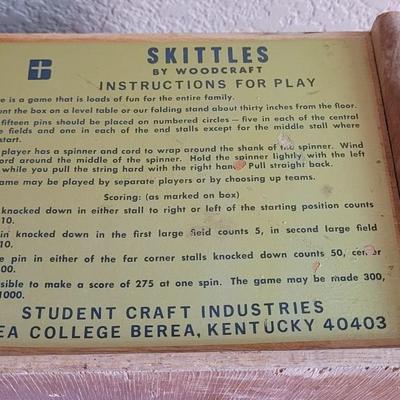 SKITTLES
BY WOODCRAFT
INSTRUCTIONS FOR PLAY
e is a game that is loads of fun for the entire family.
unt the box on a level table or our folding stand about thirty inches from the floor.
fifteen pins should be placed on numbered circles — five in each of the central
e fields and one in each of the end stalls except for the middle stall where
start.
player has a spinner and cord to wrap around the shank of the spinner. Wind
ord around the middle of the spinner. Hold the spinner lightly with the left
while you pull the string hard with the right hand. Pull straight back.
ame may be played by separate players or by choosing up teams.
Scoring: (as marked on box)
knocked down in either stall to right or left of the starting position counts
10.
in knocked down in the first large field counts 5, in second large field
10.
e pin in either of the far corner stalls knocked down counts 50, center
00.
sible to make a score of 275 at one spin. The game may be made 300,
1000.
STUDENT CRAFT INDUSTRIES
EA COLLEGE BEREA, KENTUCKY 40403